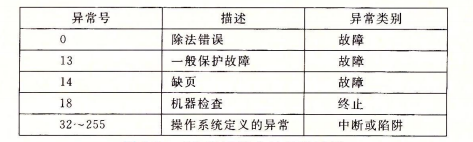 异常号 描述 异常类别
0 除法错误 故障
13 一般保护故障 故障
14 缺页 故障
18 机器检查 终止
32~255 操作系统定义的异常 中断或陷阱